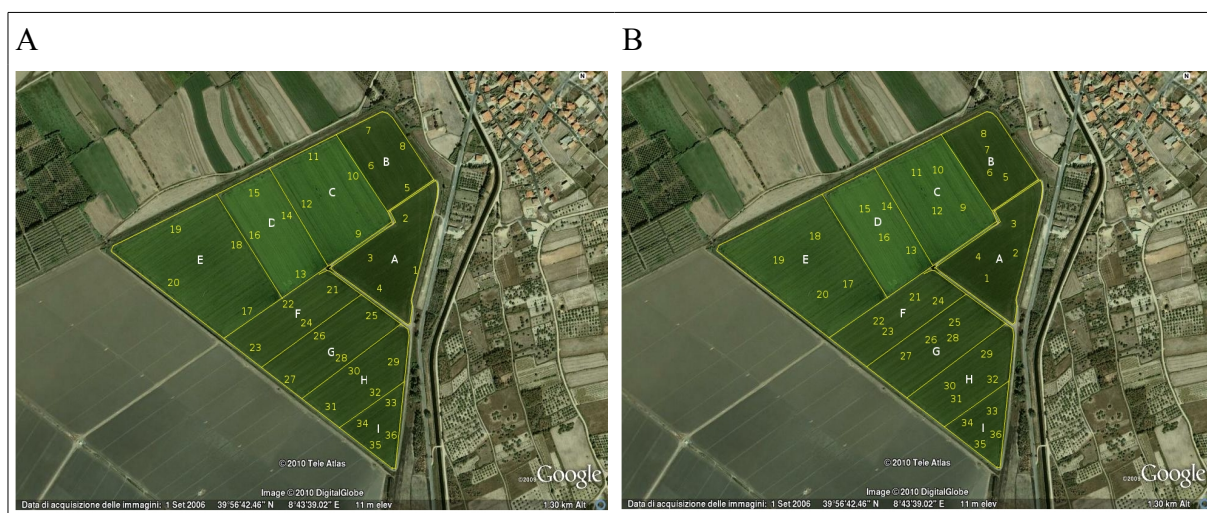 A
B
N
7
8
B
11
6
10
C
5
15
12
2
14
19
D
16
9
18
3
A
E
13
1
20
4
21
22
17
F
24
25
26
23
G
28
29
30
27
H
32
31
33
34
I
36
35
© 2010 Tele Atlas
Image © 2010 DigitalGlobe
Data di acquisizione delle immagini: 1 Set 2006 39°56'42.46" N 8°43'39.02" E 11 m elev
©2009 Google
1.30 km Alt
N
8
7
B
11
10
6
5
C
15
14
12
9
3
D
18
16
13
2
E
4
A
19
1
17
20
21
24
F
22
23
25
26
28
27
G
29
H
32
30
31
33
34
I
36
35
© 2010 Tele Atlas
Image © 2010 DigitalGlobe
Data di acquisizione delle immagini: 1 Set 2006 39°56'42.46" N 8°43'39.02" E 11 m elev
©2009 Google
1.30 km Alt